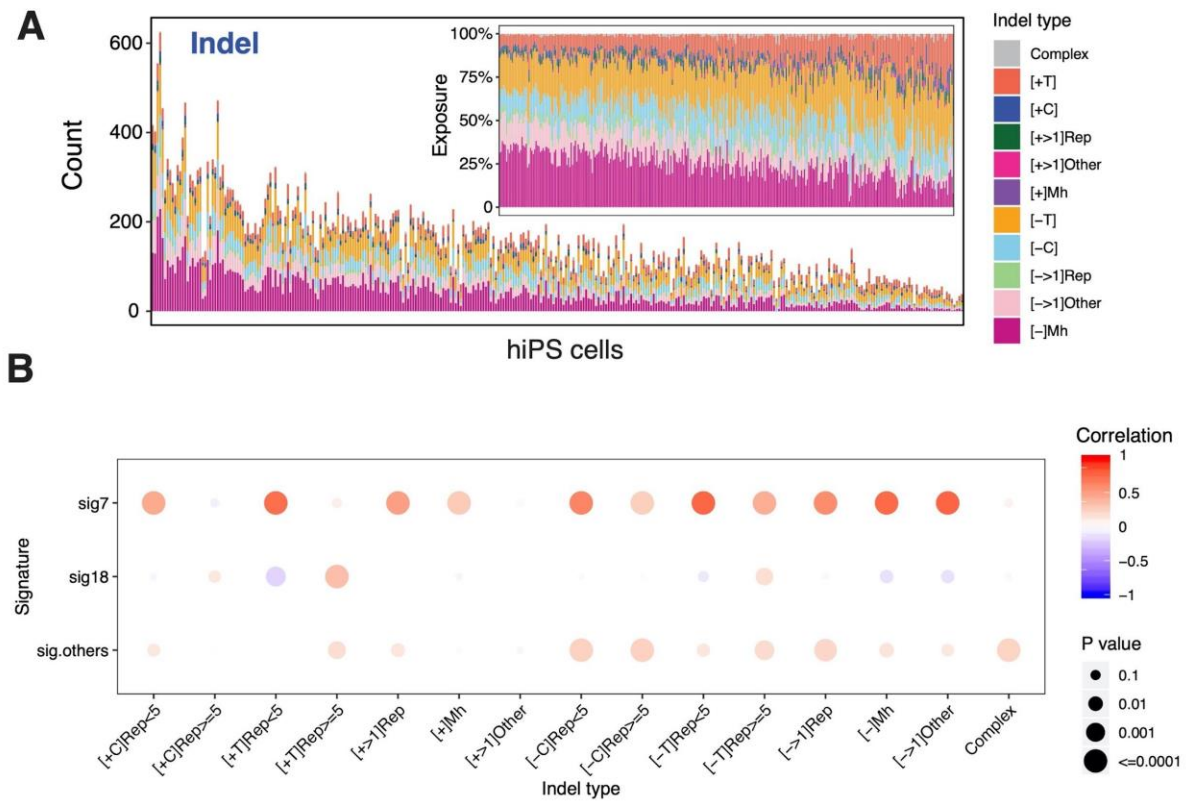 A
Indel
Count
600
400
200
0
Exposure
100%
75%
50%
25%
0
hiPS cells
Indel type
Complex
[+T]
[+C]
[+>1]Rep
[+>1]Other
[+]Mh
[−T]
[−C]
[−>1]Rep
[−>1]Other
[−]Mh
B
Signature
sig7
sig18
sig.others
[+C]Rep<5
[+C]Rep>=5
[+T]Rep<5
[+T]Rep>=5
[+>1]Rep
[+]Mh
[+>1]Other
[−C]Rep<5
[−C]Rep>=5
[−T]Rep<5
[−T]Rep>=5
[−>1]Rep
[−]Mh
[−>1]Other
Complex
Indel type
Correlation
1
0.5
0
−0.5
−1
P value
0.1
0.01
0.001
<=0.0001